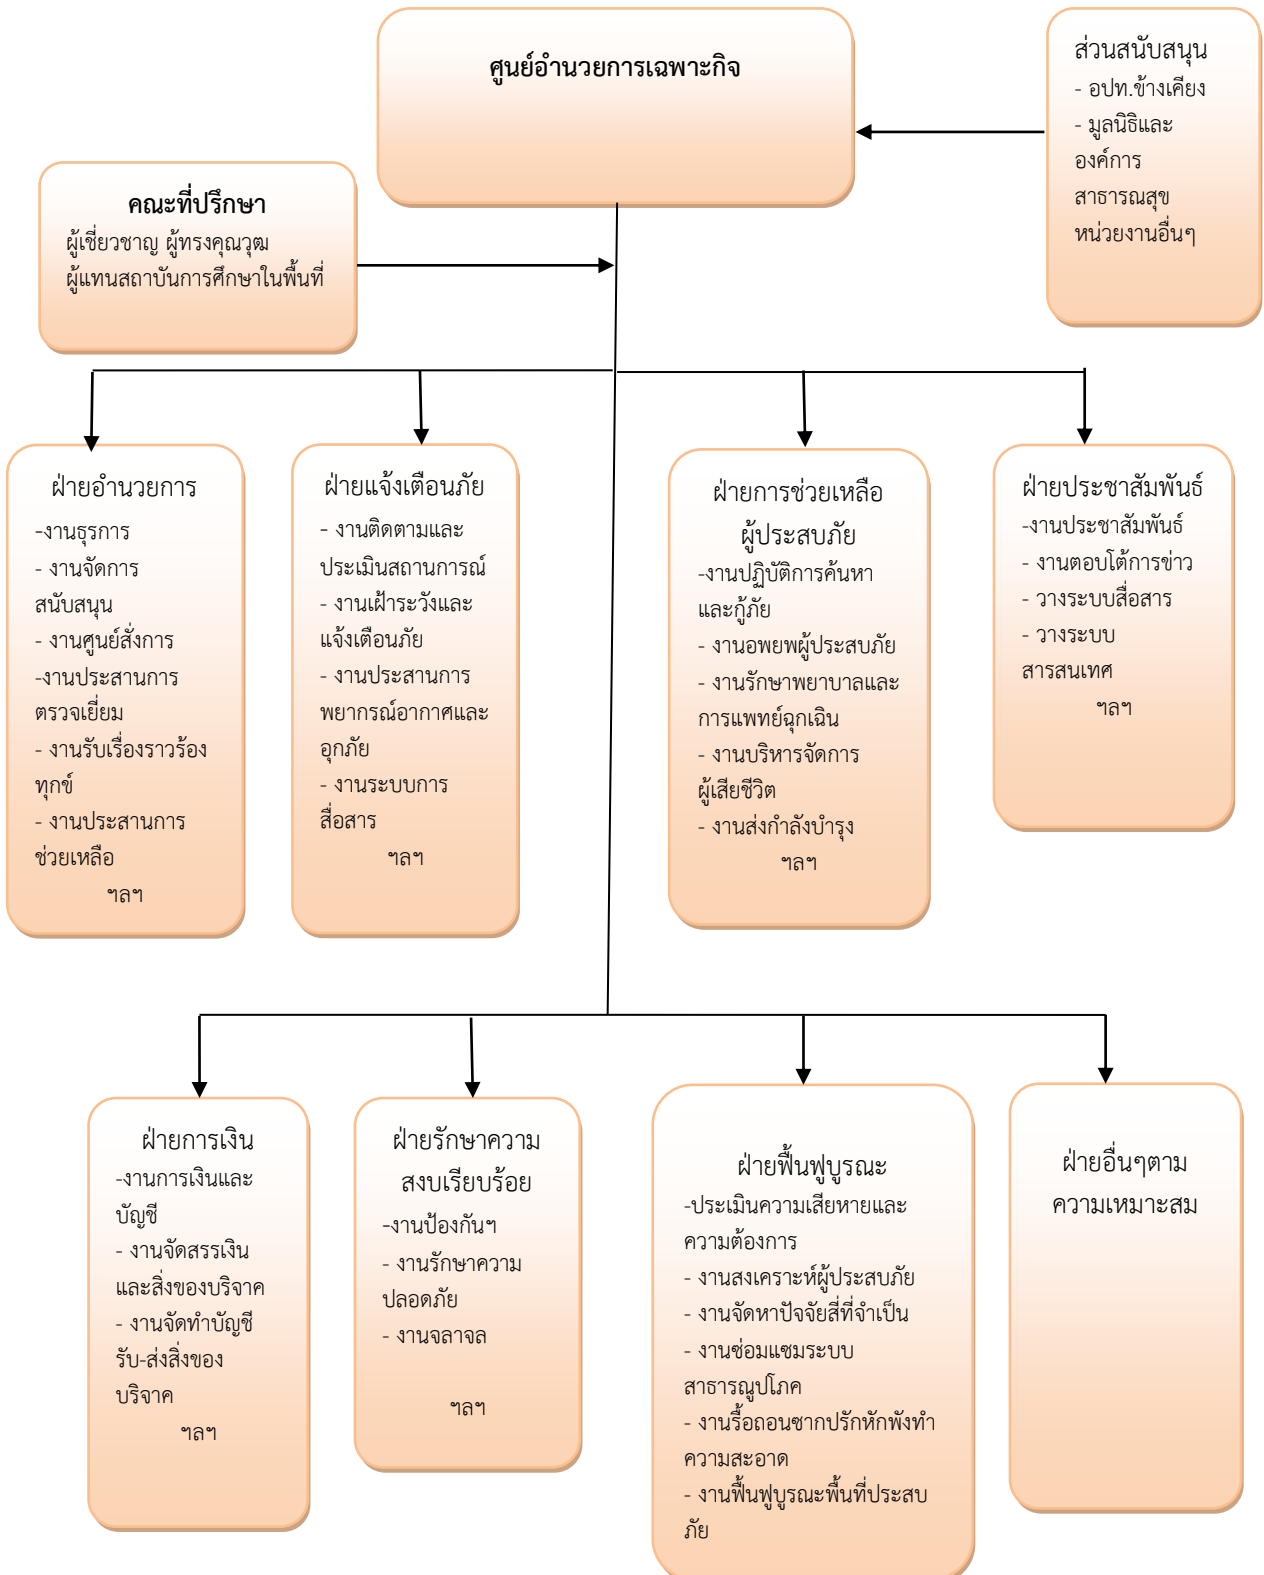 ศูนย์อำนวยการเฉพาะกิจ
ส่วนสนับสนุน
- อปท.ข้างเคียง
- มูลนิธิและ
องค์การ
สาธารณสุข
หน่วยงานอื่นๆ
คณะที่ปรึกษา
ผู้เชี่ยวชาญ ผู้ทรงคุณวุฒ
ผู้แทนสถาบันการศึกษาในพื้นที่
ฝ่ายอำนวยการ
-งานธุรการ
- งานจัดการ
สนับสนุน
- งานศูนย์สั่งการ
-งานประสานการ
ตรวจเยี่ยม
- งานรับเรื่องราวร้อง
ทุกข์
- งานประสานการ
ช่วยเหลือ
ฯลฯ
ฝ่ายแจ้งเตือนภัย
- งานติดตามและ
ประเมินสถานการณ์
- งานเฝ้าระวังและ
แจ้งเตือนภัย
- งานประสานการ
พยากรณ์อากาศและ
อุกภัย
- งานระบบการ
สื่อสาร
ฯลฯ
ฝ่ายการช่วยเหลือ
ผู้ประสบภัย
-งานปฏิบัติการค้นหา
และกู้ภัย
- งานอพยพผู้ประสบภัย
- งานรักษาพยาบาลและ
การแพทย์ฉุกเฉิน
- งานบริหารจัดการ
ผู้เสียชีวิต
- งานส่งกำลังบำรุง
ฯลฯ
ฝ่ายประชาสัมพันธ์
-งานประชาสัมพันธ์
- งานตอบโต้การข่าว
- วางระบบสื่อสาร
- วางระบบ
สารสนเทศ
ฯลฯ
ฝ่ายการเงิน
-งานการเงินและ
บัญชี
- งานจัดสรรเงิน
และสิ่งของบริจาค
- งานจัดทำบัญชี
รับ-ส่งสิ่งของ
บริจาค
ฯลฯ
ฝ่ายรักษาความ
สงบเรียบร้อย
-งานป้องกันฯ
- งานรักษาความ
ปลอดภัย
- งานจลาจล
ฯลฯ
ฝ่ายฟื้นฟูบูรณะ
-ประเมินความเสียหายและ
ความต้องการ
- งานสงเคราะห์ผู้ประสบภัย
- งานจัดหาปัจจัยสี่ที่จำเป็น
- งานซ่อมแซมระบบ
สาธารณูปโภค
- งานรื้อถอนซากปรักหักพังทำ
ความสะอาด
- งานฟื้นฟูบูรณะพื้นที่ประสบ
ภัย
ฝ่ายอื่นๆตาม
ความเหมาะสม